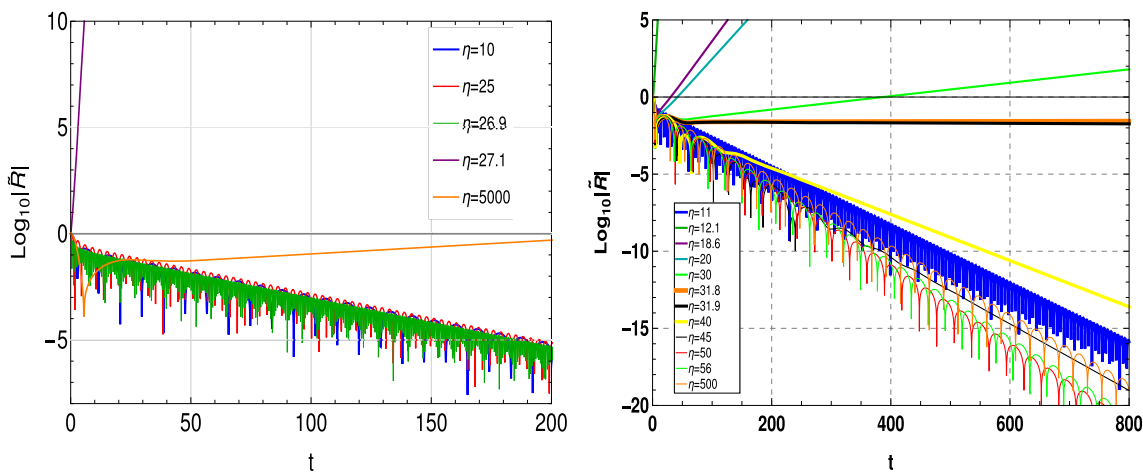 10
5
0
-5
Log₁₀|R̃|
0
50
100
150
200
t
η=10
η=25
η=26.9
η=27.1
η=5000
5
0
-5
-10
-15
-20
Log₁₀|R̃|
0
200
400
600
800
t
η=11
η=12.1
η=18.6
η=20
η=30
η=31.8
η=31.9
η=40
η=45
η=50
η=56
η=500